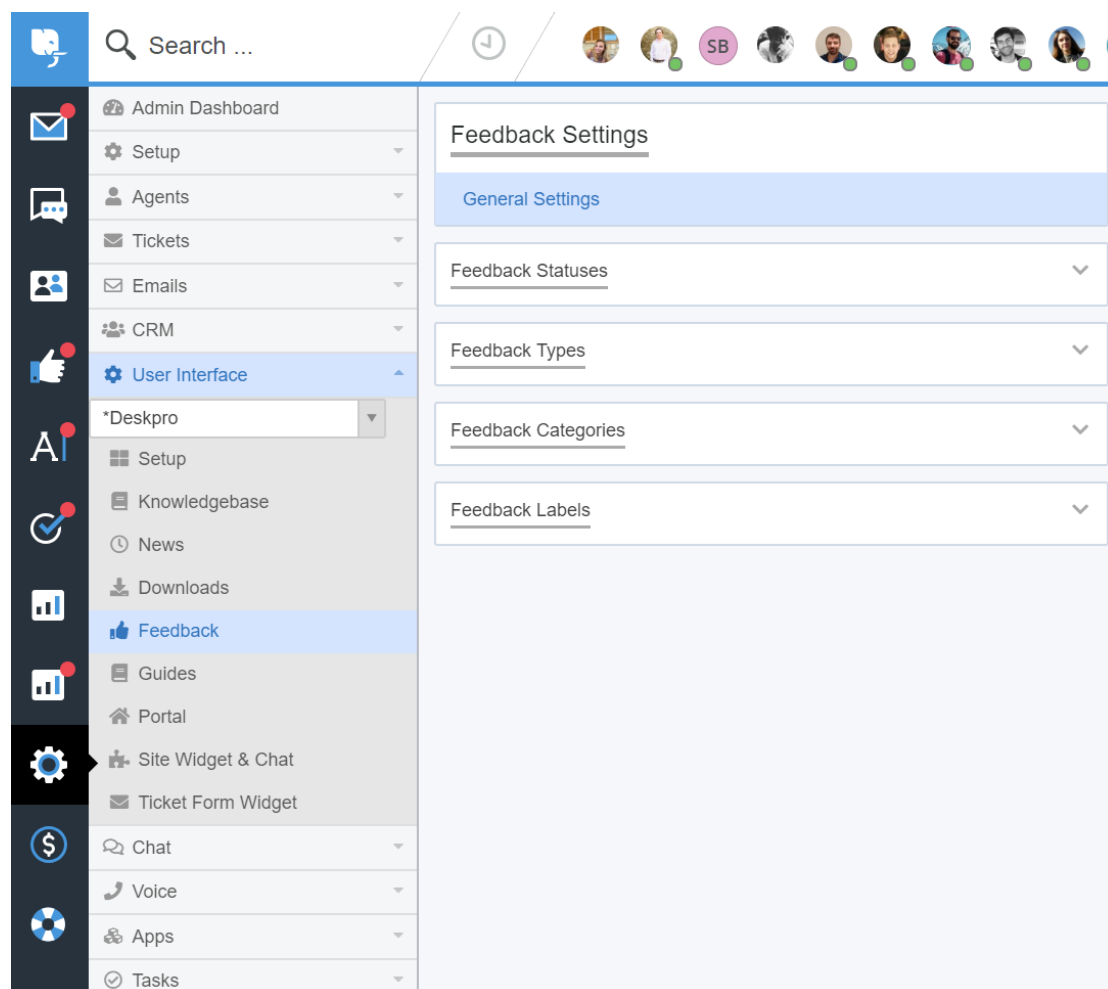 Search ...
SB
Admin Dashboard
Setup
Agents
Tickets
Emails
CRM
User Interface
*Deskpro
Setup
Knowledgebase
News
Downloads
Feedback
Guides
Portal
Site Widget & Chat
Ticket Form Widget
Chat
Voice
Apps
Tasks
Feedback Settings
General Settings
Feedback Statuses
Feedback Types
Feedback Categories
Feedback Labels